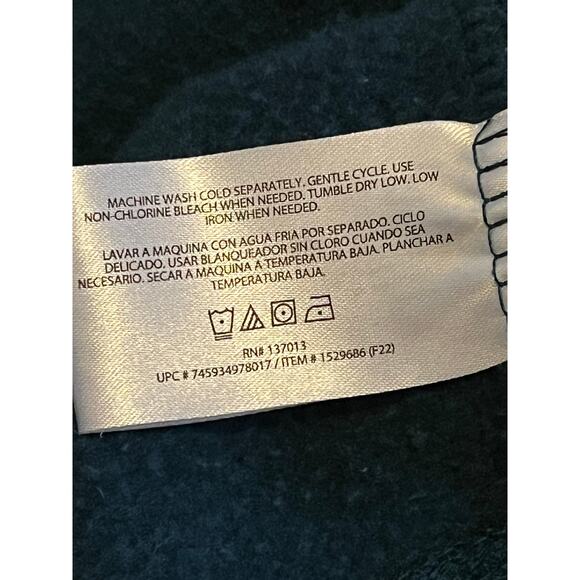 MACHINE WASH COLD SEPARATELY, GENTLE CYCLE. USE
NON-CHLORINE BLEACH WHEN NEEDED. TUMBLE DRY LOW. LOW
IRON WHEN NEEDED.
LAVAR A MAQUINA CON AGUA FRIA POR SEPARADO, CICLO
DELICADO. USAR BLANQUEADOR SIN CLORO CUANDO SEA
NECESARIO. SECAR A MAQUINA A TEMPERATURA BAJA. PLANCHAR A
TEMPERATURA BAJA.
RN# 137013
UPC # 745934978017 / ITEM # 1529686 (F22)